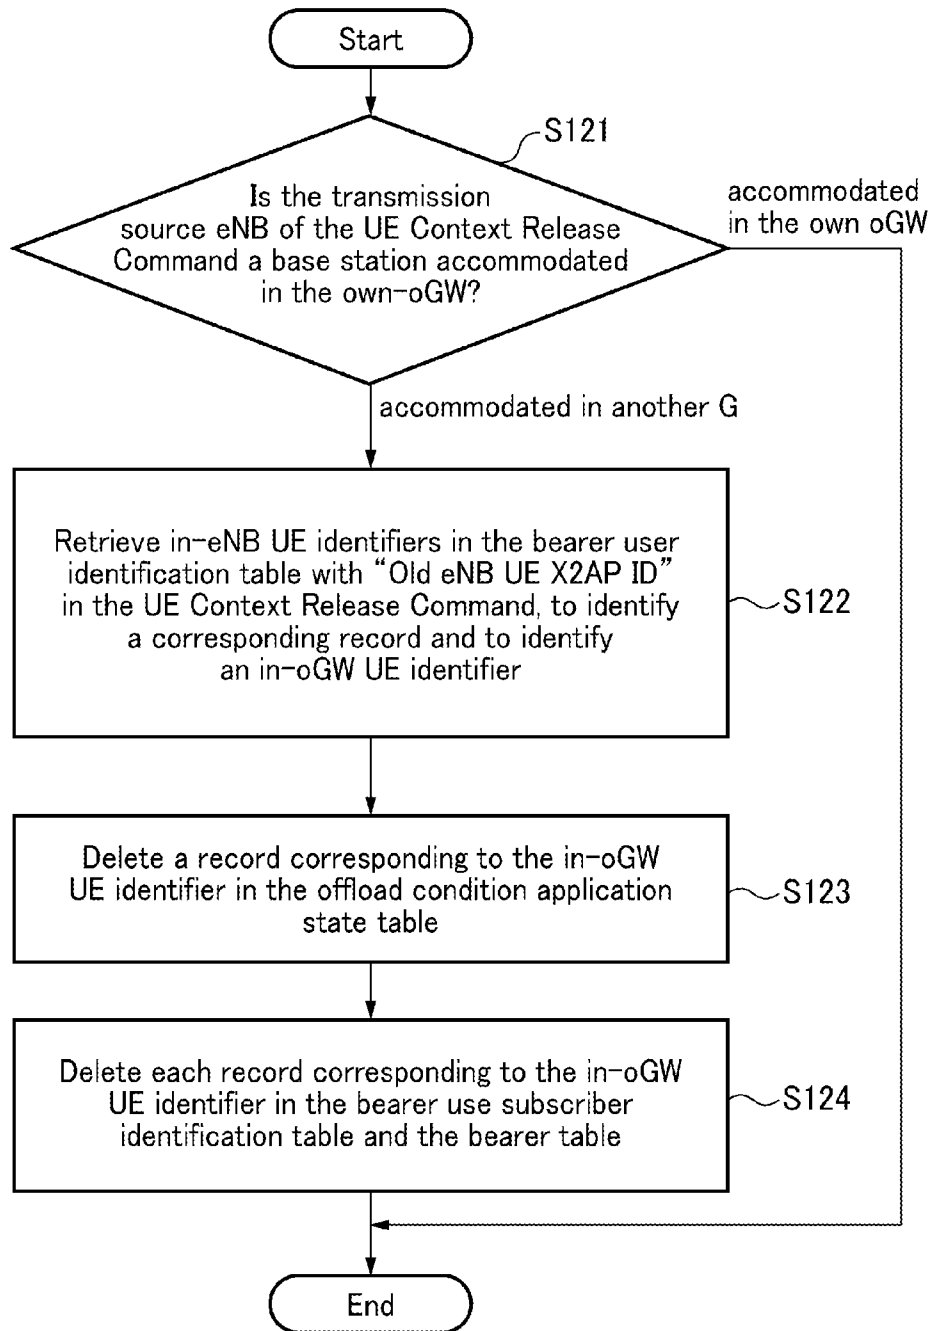 Start
S121
Is the transmission
source eNB of the UE Context Release
Command a base station accommodated
in the own-oGW?
accommodated
in the own oGW
accommodated in another G
Retrieve in-eNB UE identifiers in the bearer user
identification table with “Old eNB UE X2AP ID”
in the UE Context Release Command, to identify
a corresponding record and to identify
an in-oGW UE identifier
S122
Delete a record corresponding to the in-oGW
UE identifier in the offload condition application
state table
S123
Delete each record corresponding to the in-oGW
UE identifier in the bearer use subscriber
identification table and the bearer table
S124
End